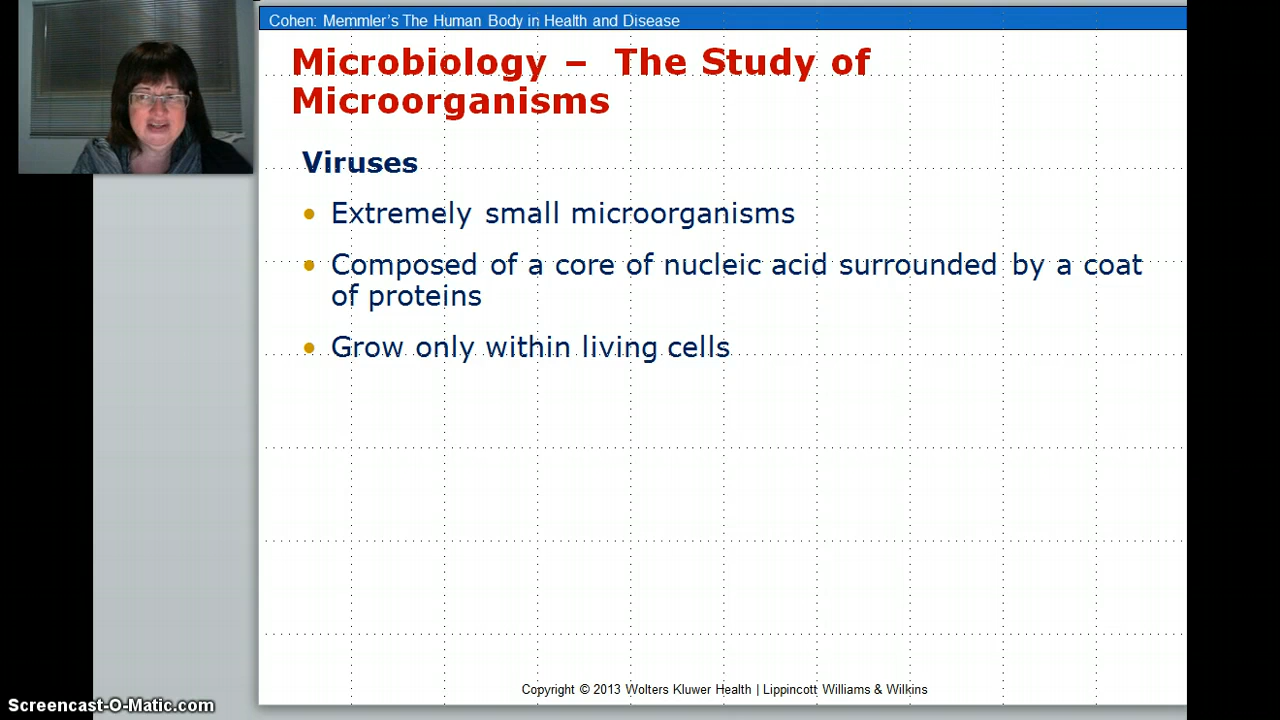 Cohen: Memmler's The Human Body in Health and Disease
Microbiology – The Study of
Microorganisms
Viruses
• Extremely small microorganisms
• Composed of a core of nucleic acid surrounded by a coat
of proteins
• Grow only within living cells
Copyright © 2013 Wolters Kluwer Health | Lippincott Williams & Wilkins
Screencast-O-Matic.com